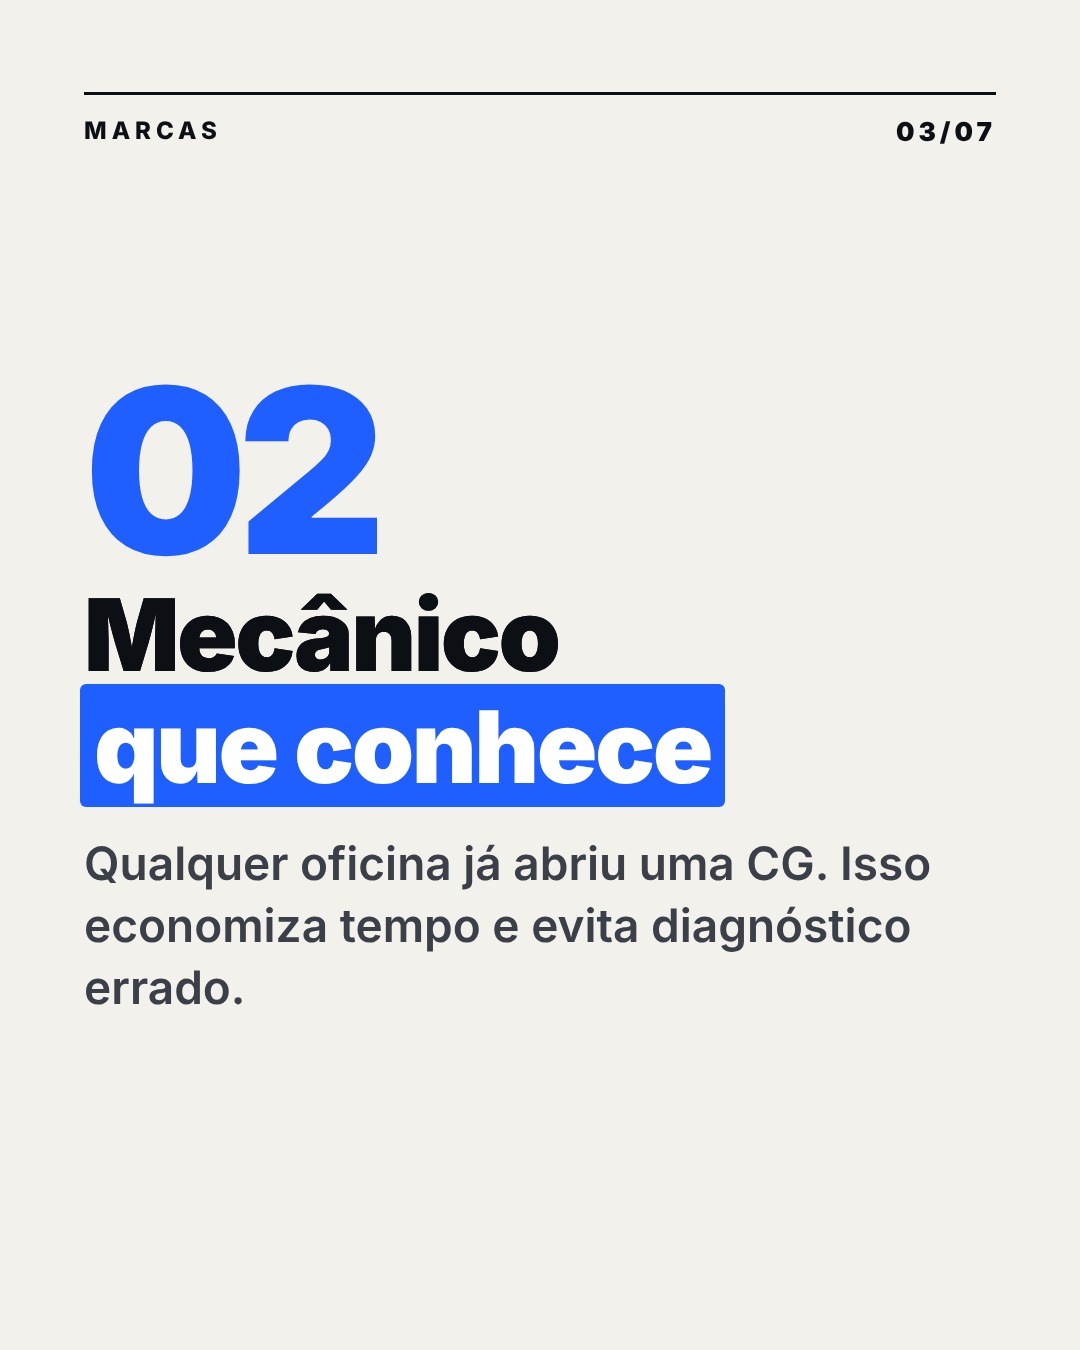 MARCAS
03/07
02
Mecânico
que conhece
Qualquer oficina já abriu uma CG. Isso
economiza tempo e evita diagnóstico
errado.